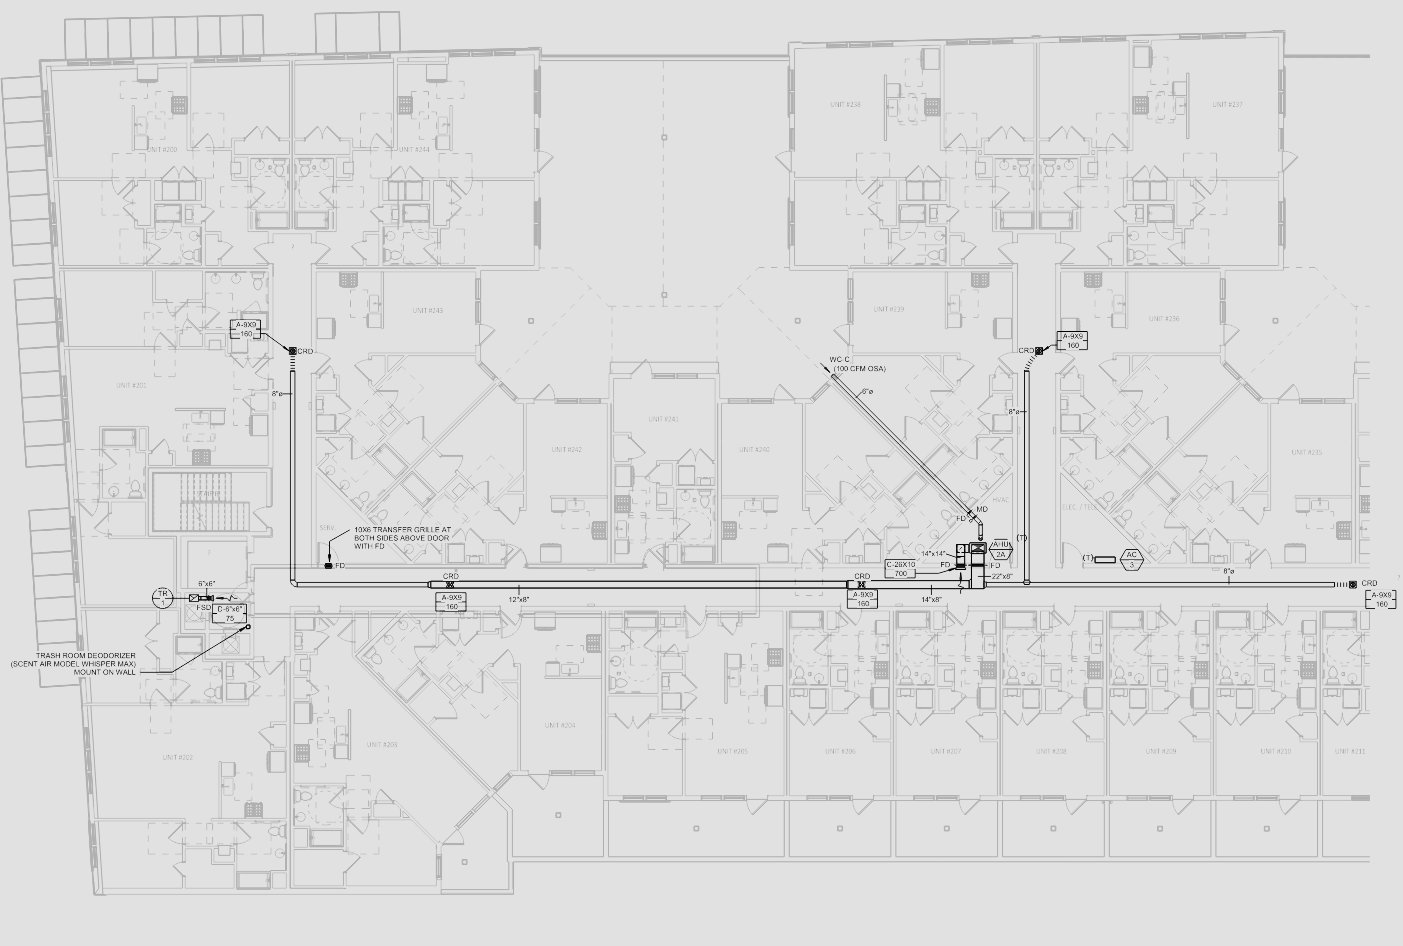 UNIT #238
UNIT #237
UNIT #200
UNIT #244
UNIT #243
UNIT #239
UNIT #236
A-9X9
160
CRD
CRD
A-9X9
160
WC-C
(100 CFM OSA)
6"ø
UNIT #201
8"ø
8"ø
UNIT #241
UNIT #242
UNIT #240
UNIT #235
HVAC
ELEC / TELE
MD
FD
SERV.
10X6 TRANSFER GRILLE AT
BOTH SIDES ABOVE DOOR
WITH FD
FD
(T)
AHU
2A
14"x14"
C-26X10
700
FD
FD
22"x8"
(T)
AC
3
8"ø
CRD
A-9X9
160
CRD
A-9X9
160
12"x8"
CRD
A-9X9
160
14"x8"
TR
1
6"x6"
FSD
C-6"x6"
75
TRASH ROOM DEODORIZER
(SCENT AIR MODEL WHISPER MAX)
MOUNT ON WALL
UNIT #202
UNIT #203
UNIT #204
UNIT #205
UNIT #206
UNIT #207
UNIT #208
UNIT #209
UNIT #210
UNIT #211